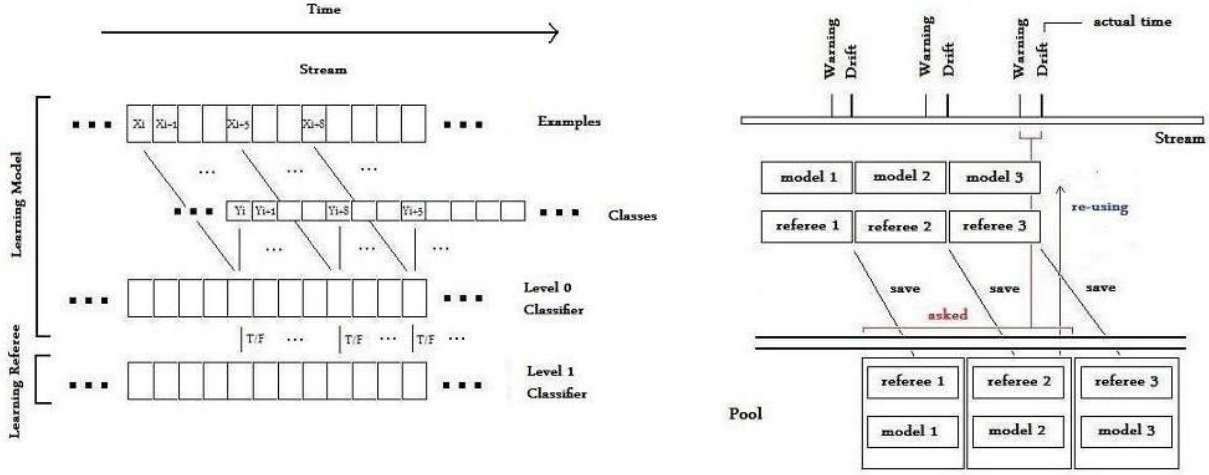 Time
Stream
Learning Model
Xi Xi+1 Xi+5 Xi+8
Examples
... ...
Yi Yi+1 Yi+8 Yi+5
Classes
... ... ...
Level 0
Classifier
T/F ... T/F ... T/F ...
Learning Referee
Level 1
Classifier
Warning Drift Warning Drift Warning Drift
actual time
Stream
model 1 model 2 model 3
re-using
referee 1 referee 2 referee 3
save save save
asked
Pool
referee 1 referee 2 referee 3
model 1 model 2 model 3